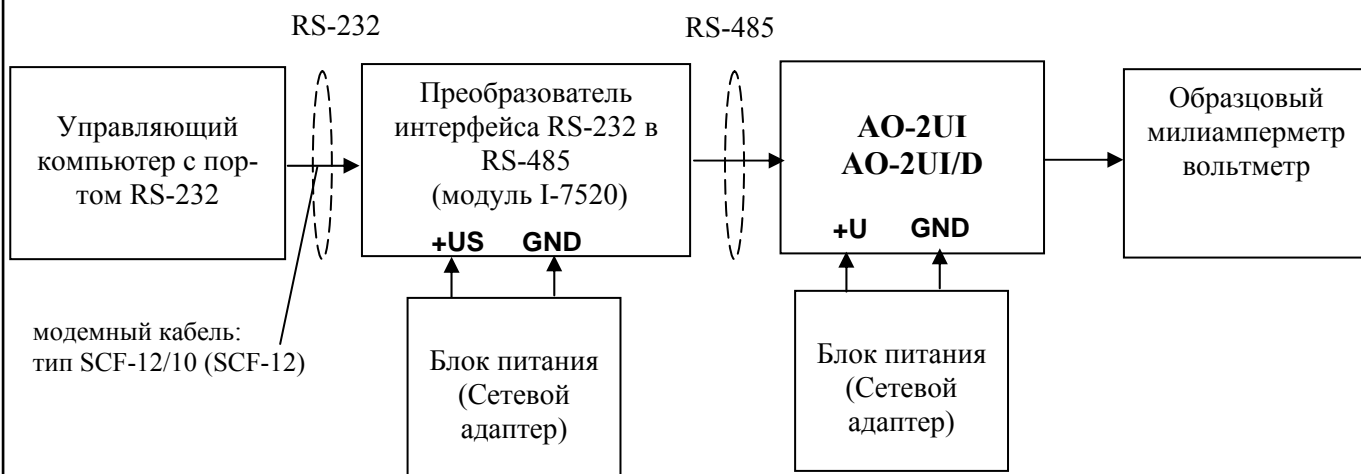 RS-232
RS-485
Управляющий
компьютер с пор-
том RS-232
Преобразователь
интерфейса RS-232 в
RS-485
(модуль I-7520)
+US GND
AO-2UI
AO-2UI/D
+U GND
Образцовый
милиамперметр
вольтметр
модемный кабель:
тип SCF-12/10 (SCF-12)
Блок питания
(Сетевой
адаптер)
Блок питания
(Сетевой
адаптер)